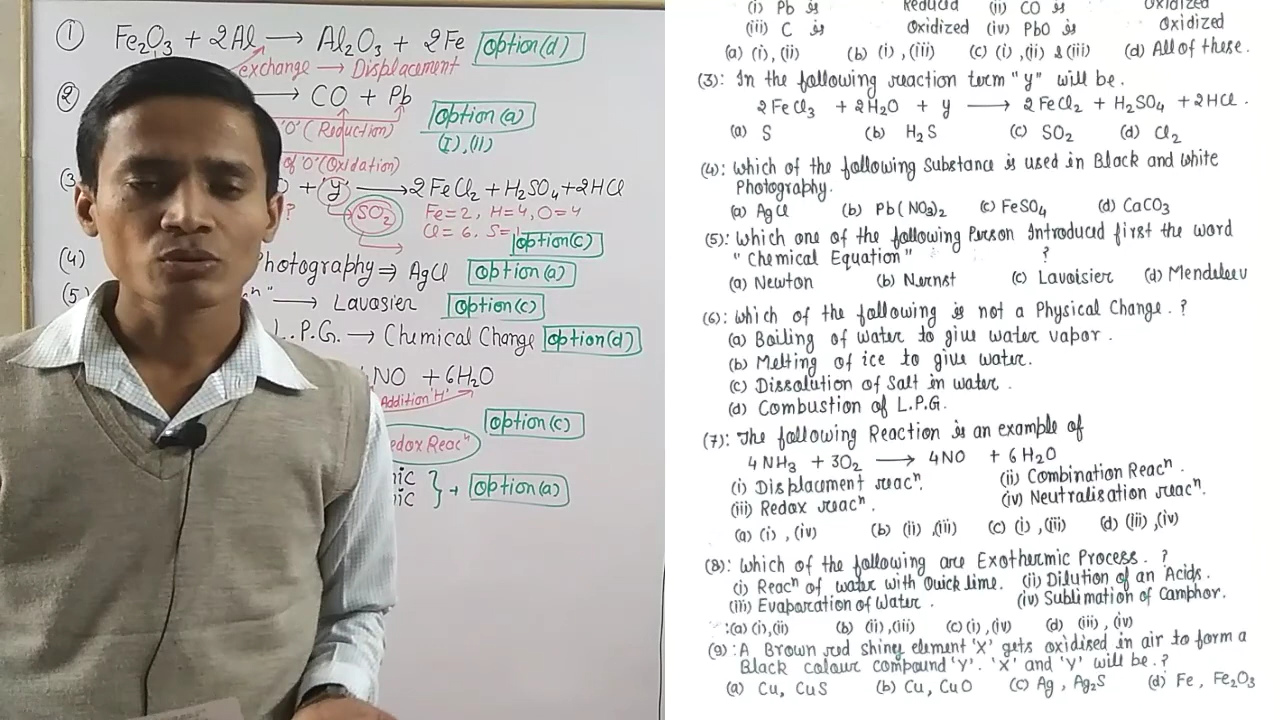 ① Fe₂O₃ + 2Al → Al₂O₃ + 2Fe option(d)
exchange → Displacement
② → CO + Pb option(a)
'O' (Reduction) (I),(II)
of 'O' (Oxidation)
(3 + 'y' → 2FeCl₂ + H₂SO₄ + 2HCl
? SO₂ Fe=2, H=4, O=4
Cl=6, S= option(c)
(4) Photography ⇒ AgCl option(a)
(5) → Lavosier option(c)
L.P.G. → Chemical Change option(d)
NO + 6H₂O
Addition 'H'
option(c)
edox Reacⁿ
nic
nic } → option(a)
(i) Pb is Reducid (ii) CO is Oxidized
(iii) C is Oxidized (iv) PbO is Oxidized
(a) (i), (ii) (b) (i), (iii) (c) (i), (ii) & (iii) (d) All of these.
(3): In the following reaction term "y" will be.
2FeCl₃ + 2H₂O + y → 2FeCl₂ + H₂SO₄ + 2HCl.
(a) S (b) H₂S (c) SO₂ (d) Cl₂
(4): Which of the following Substance is used in Black and white
Photography.
(a) AgCl (b) Pb(NO₃)₂ (c) FeSO₄ (d) CaCO₃
(5): Which one of the following Person Introduced first the word
"Chemical Equation" ?
(a) Newton (b) Nernst (c) Lavoisier (d) Mendeleev
(6): Which of the following is not a Physical Change. ?
(a) Boiling of water to give water vapor.
(b) Melting of ice to give water.
(c) Dissolution of Salt in water.
(d) Combustion of L.P.G.
(7): The following Reaction is an example of
4NH₃ + 3O₂ → 4NO + 6H₂O
(i) Displacment reacⁿ. (ii) Combination Reacⁿ.
(iii) Redox reacⁿ. (iv) Neutralisation reacⁿ.
(a) (i), (iv) (b) (ii), (iii) (c) (i), (iii) (d) (iii), (iv)
(8): Which of the following are Exothermic Process. ?
(i) Reacⁿ of water with Quick lime. (ii) Dilution of an Acids.
(iii) Evaporation of Water. (iv) Sublimation of Camphor.
:(a) (i), (ii) (b) (ii), (iii) (c) (i), (iv) (d) (iii), (iv)
(9): A Brown red shiny element 'X' gets oxidised in air to form a
Black colour compound 'Y'. 'X' and 'Y' will be.?
(a) Cu, CuS (b) Cu, CuO (c) Ag, Ag₂S (d) Fe, Fe₂O₃